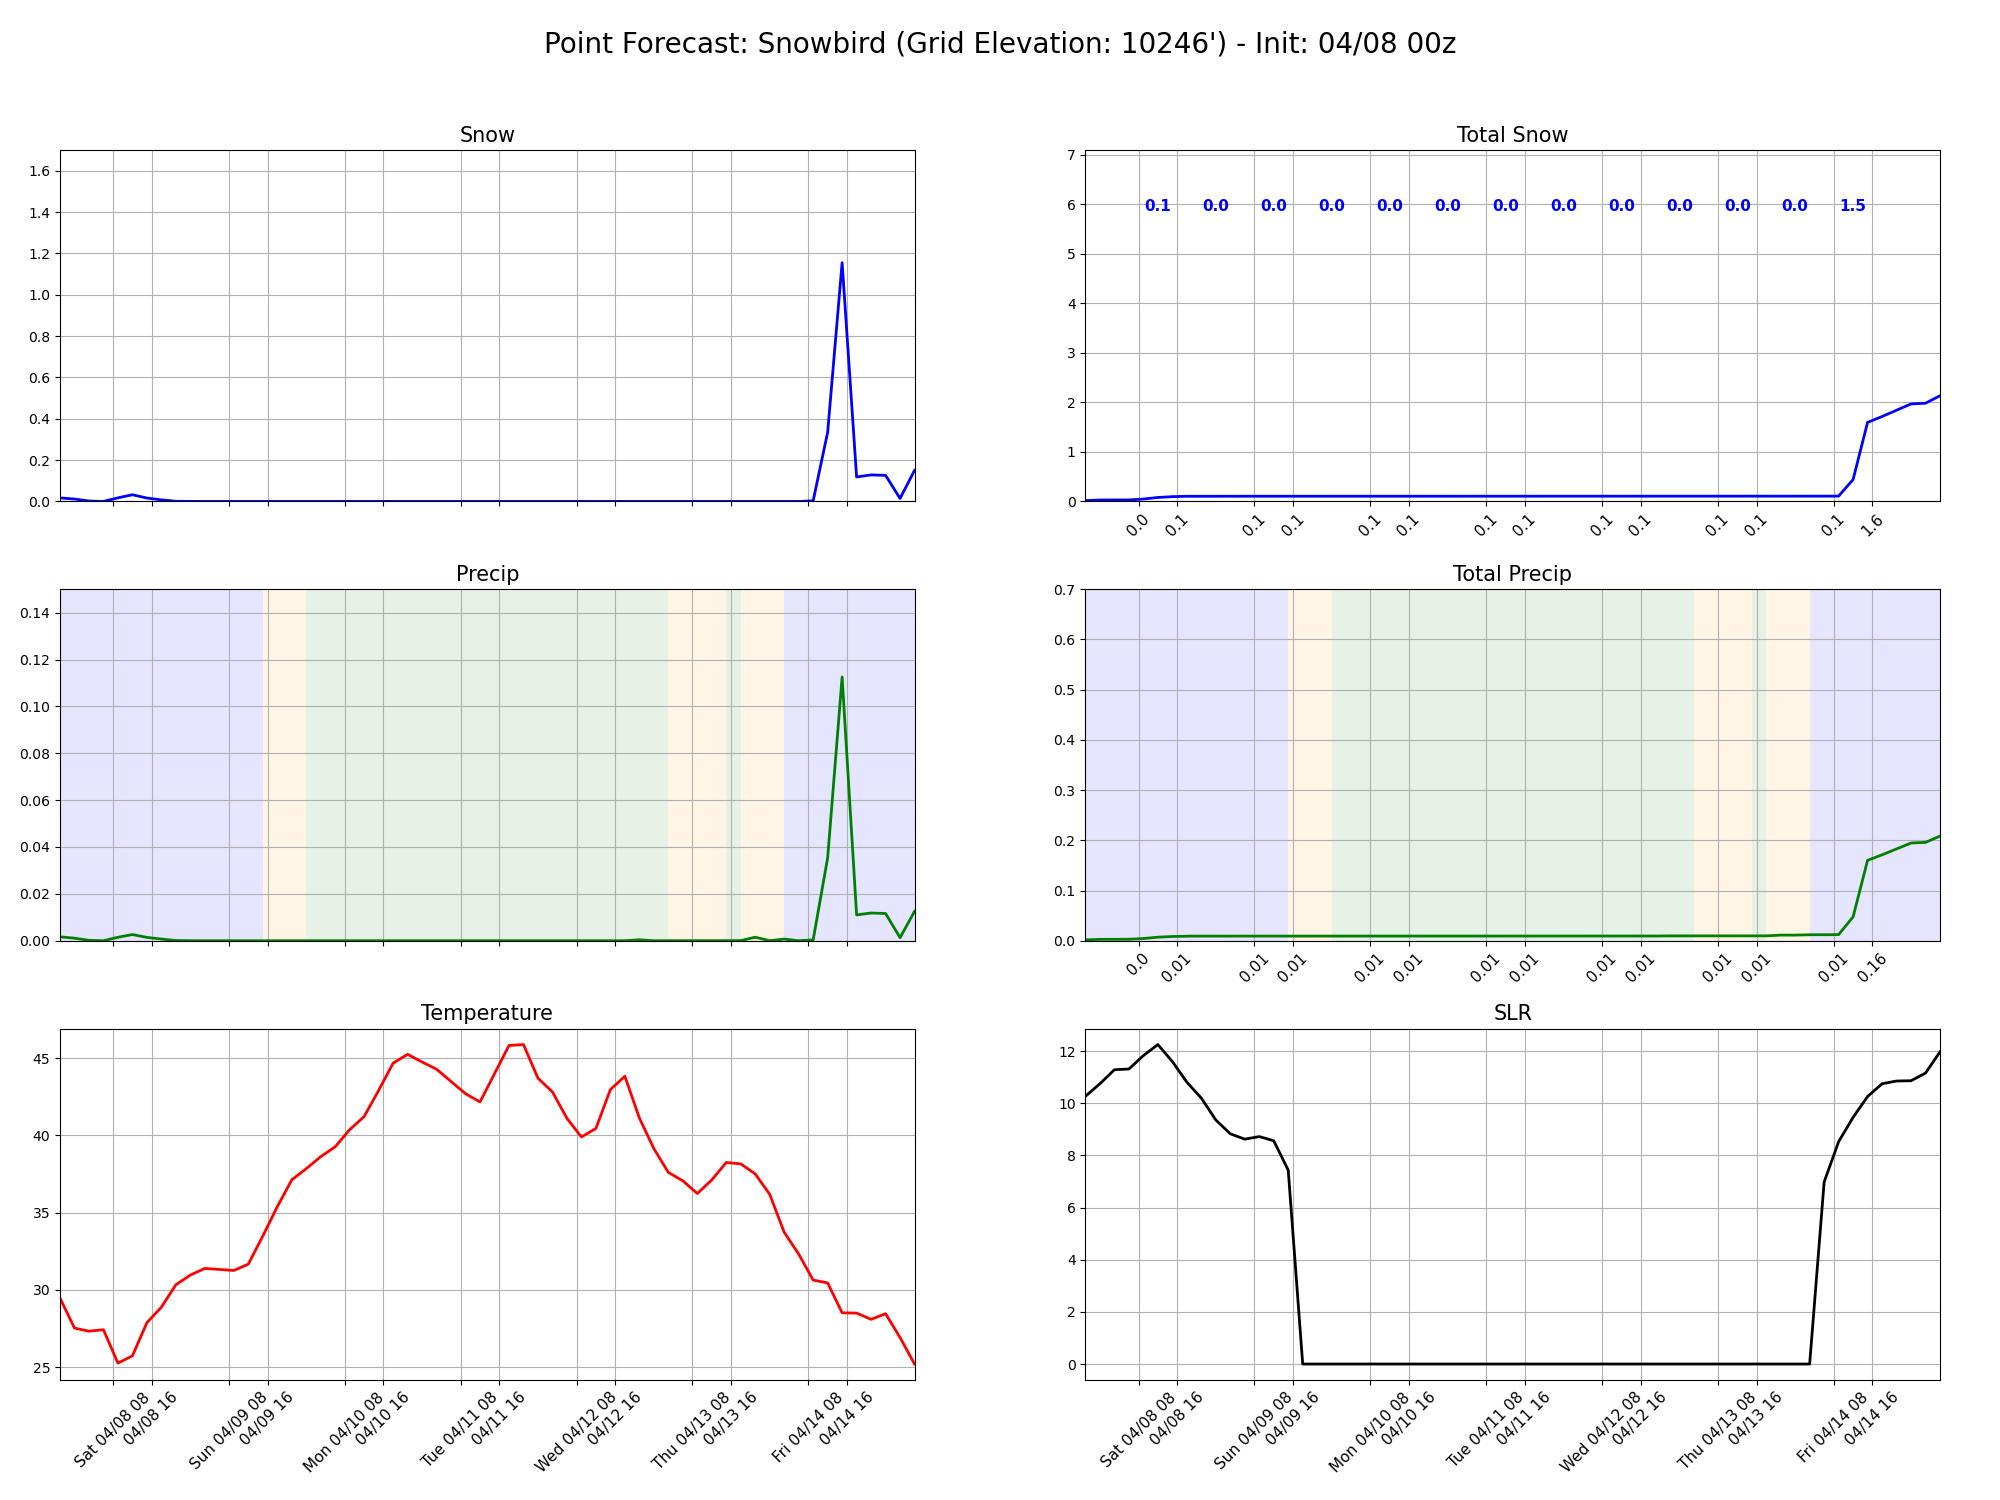 Point Forecast: Snowbird (Grid Elevation: 10246') - Init: 04/08 00z
Snow
1.6
1.4
1.2
1.0
0.8
0.6
0.4
0.2
0.0
Total Snow
7
6
5
4
3
2
1
0
0.1 0.0 0.0 0.0 0.0 0.0 0.0 0.0 0.0 0.0 0.0 0.0 1.5
0.0 0.1 0.1 0.1 0.1 0.1 0.1 0.1 0.1 0.1 0.1 0.1 0.1 1.6
Precip
0.14
0.12
0.10
0.08
0.06
0.04
0.02
0.00
Total Precip
0.7
0.6
0.5
0.4
0.3
0.2
0.1
0.0
0.0 0.01 0.01 0.01 0.01 0.01 0.01 0.01 0.01 0.01 0.01 0.01 0.01 0.16
Temperature
45
40
35
30
25
Sat 04/08 08
04/08 16
Sun 04/09 08
04/09 16
Mon 04/10 08
04/10 16
Tue 04/11 08
04/11 16
Wed 04/12 08
04/12 16
Thu 04/13 08
04/13 16
Fri 04/14 08
04/14 16
SLR
12
10
8
6
4
2
0
Sat 04/08 08
04/08 16
Sun 04/09 08
04/09 16
Mon 04/10 08
04/10 16
Tue 04/11 08
04/11 16
Wed 04/12 08
04/12 16
Thu 04/13 08
04/13 16
Fri 04/14 08
04/14 16